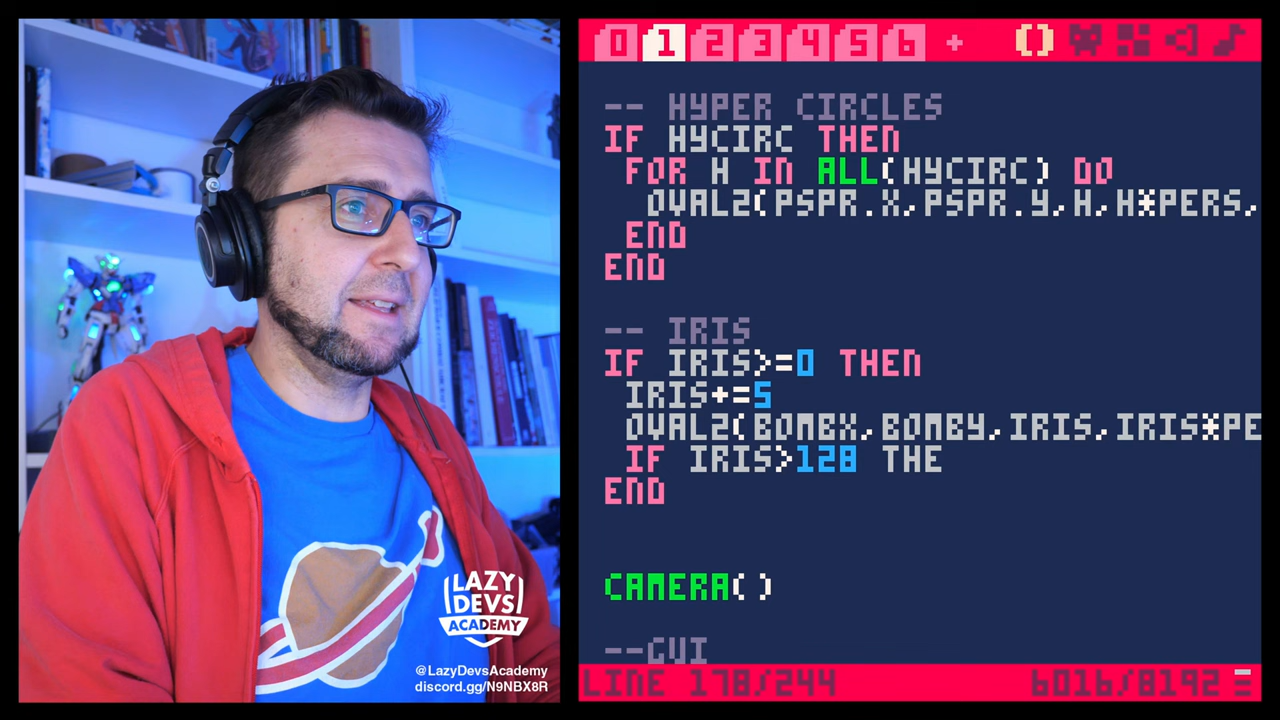 LAZY
DEVS
ACADEMY
@LazyDevsAcademy
discord.gg/N9NBX8R
0 1 2 3 4 5 6 +
-- HYPER CIRCLES
IF HYCIRC THEN
FOR H IN ALL(HYCIRC) DO
OVAL2(PSPR.X,PSPR.Y,H,H*PERS,
END
END
-- IRIS
IF IRIS>=0 THEN
IRIS+=5
OVAL2(BOMBX,BOMBY,IRIS,IRIS*PE
IF IRIS>128 THE
END
CAMERA()
--GUI
LINE 178/244
6016/8192